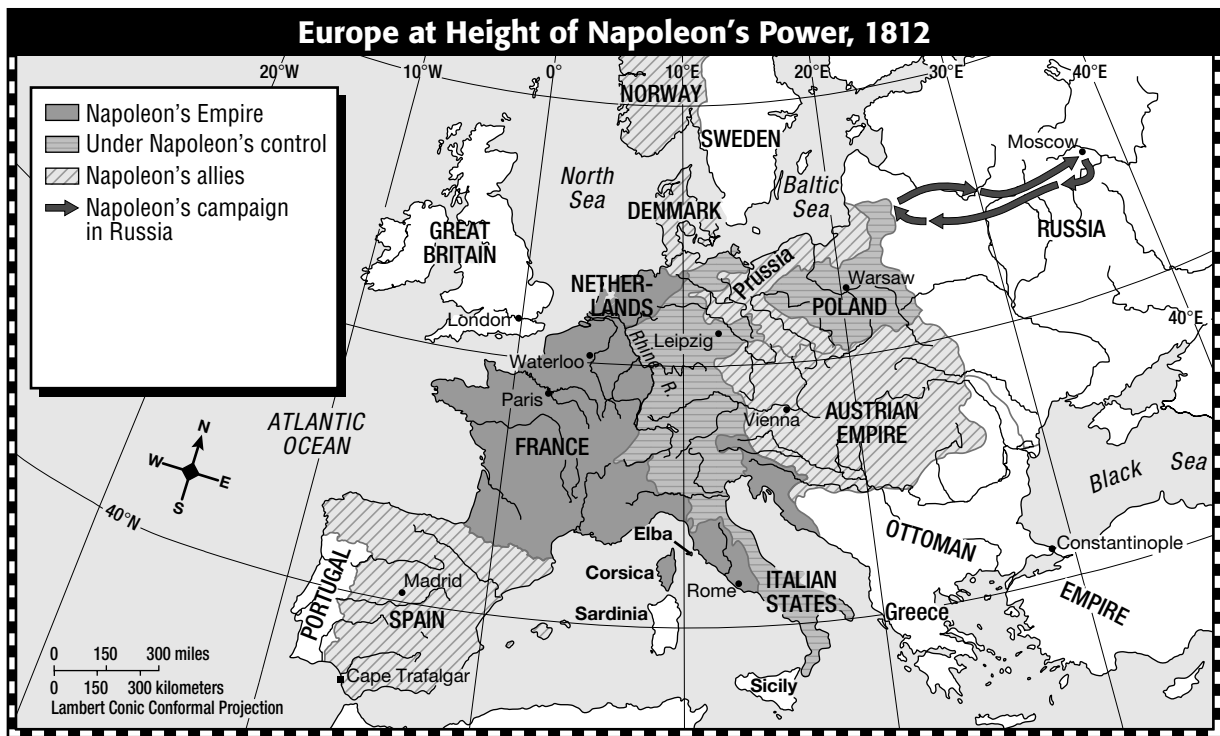 Europe at Height of Napoleon's Power, 1812
20°W
10°W
0°
10°E
20°E
30°E
40°E
Napoleon's Empire
Under Napoleon's control
Napoleon's allies
Napoleon's campaign
in Russia
NORWAY
SWEDEN
Moscow
North
Sea
Baltic
Sea
DENMARK
RUSSIA
GREAT
BRITAIN
Prussia
NETHER-
LANDS
Warsaw
POLAND
40°E
London
Leipzig
Rhine R.
Waterloo
Paris
ATLANTIC
OCEAN
Vienna
AUSTRIAN
EMPIRE
FRANCE
N
W
E
S
Black Sea
40°N
OTTOMAN
EMPIRE
Elba
Constantinople
PORTUGAL
Corsica
Madrid
Rome
ITALIAN
STATES
SPAIN
Sardinia
Greece
0 150 300 miles
0 150 300 kilometers
Lambert Conic Conformal Projection
Cape Trafalgar
Sicily